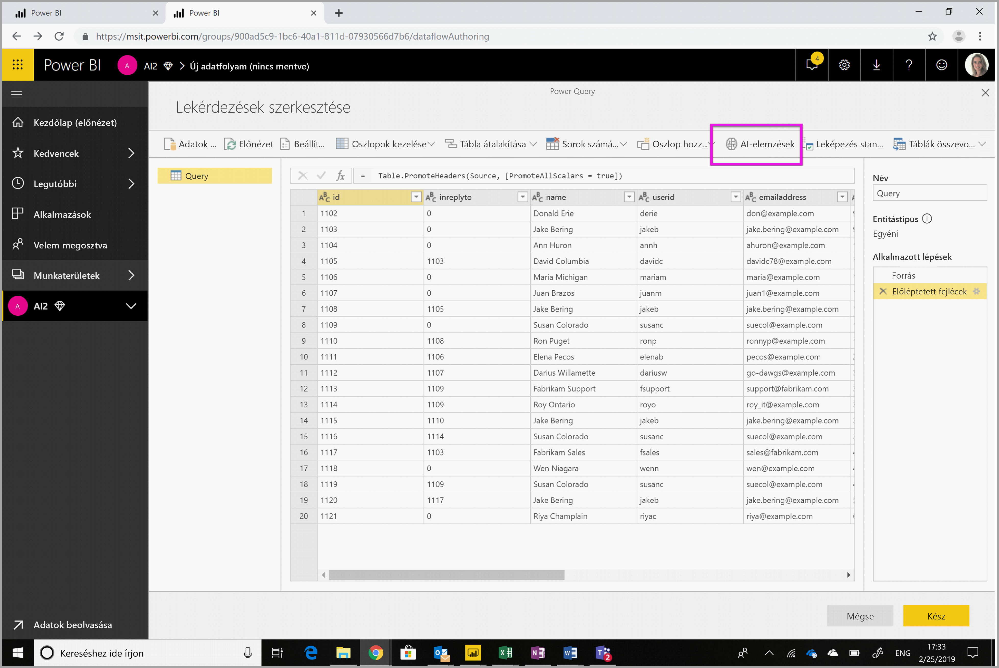 Power BI
Power BI
https://msit.powerbi.com/groups/900ad5c9-1bc6-40a1-811d-07930566d7b6/dataflowAuthoring
Power BI A AI2 > Új adatfolyam (nincs mentve) 4 ?
Power Query
Lekérdezések szerkesztése
Kezdőlap (előnézet)
Kedvencek
Legutóbbi
Alkalmazások
Velem megosztva
Munkaterületek
A AI2
Adatok beolvasása
Adatok ... Előnézet Beállít... Oszlopok kezelése Tábla átalakítása Sorok számá... Oszlop hozz... AI-elemzések Leképezés stan... Táblák összevo...
Query
fx = Table.PromoteHeaders(Source, [PromoteAllScalars = true])
ABC id ABC inreplyto ABC name ABC userid ABC emailaddress
1 1102 0 Donald Erie derie don@example.com
2 1103 0 Jake Bering jakeb jake.bering@example.com
3 1104 0 Ann Huron annh ahuron@example.com
4 1105 1103 David Columbia davidc davidc78@example.com
5 1106 0 Maria Michigan mariam maria@example.com
6 1107 0 Juan Brazos juanm juan1@example.com
7 1108 1105 Jake Bering jakeb jake.bering@example.com
8 1109 0 Susan Colorado susanc suecol@example.com
9 1110 1108 Ron Puget ronp ronnyp@example.com
10 1111 1106 Elena Pecos elenab pecos@example.com
11 1112 1107 Darius Willamette dariusw go-dawgs@example.com
12 1113 1109 Fabrikam Support fsupport support@fabrikam.com
13 1114 1109 Roy Ontario royo roy_it@example.com
14 1115 1110 Jake Bering jakeb jake.bering@example.com
15 1116 1114 Susan Colorado susanc suecol@example.com
16 1117 1103 Fabrikam Sales fsales sales@fabrikam.com
17 1118 0 Wen Niagara wenn wen@example.com
18 1119 1109 Susan Colorado susanc suecol@example.com
19 1120 1117 Jake Bering jakeb jake.bering@example.com
20 1121 0 Riya Champlain riyac riya@example.com
Név
Query
Entitástípus
Egyéni
Alkalmazott lépések
Forrás
Előléptetett fejlécek
Mégse Kész
Kereséshez ide írjon
ENG
17:33
2/25/2019